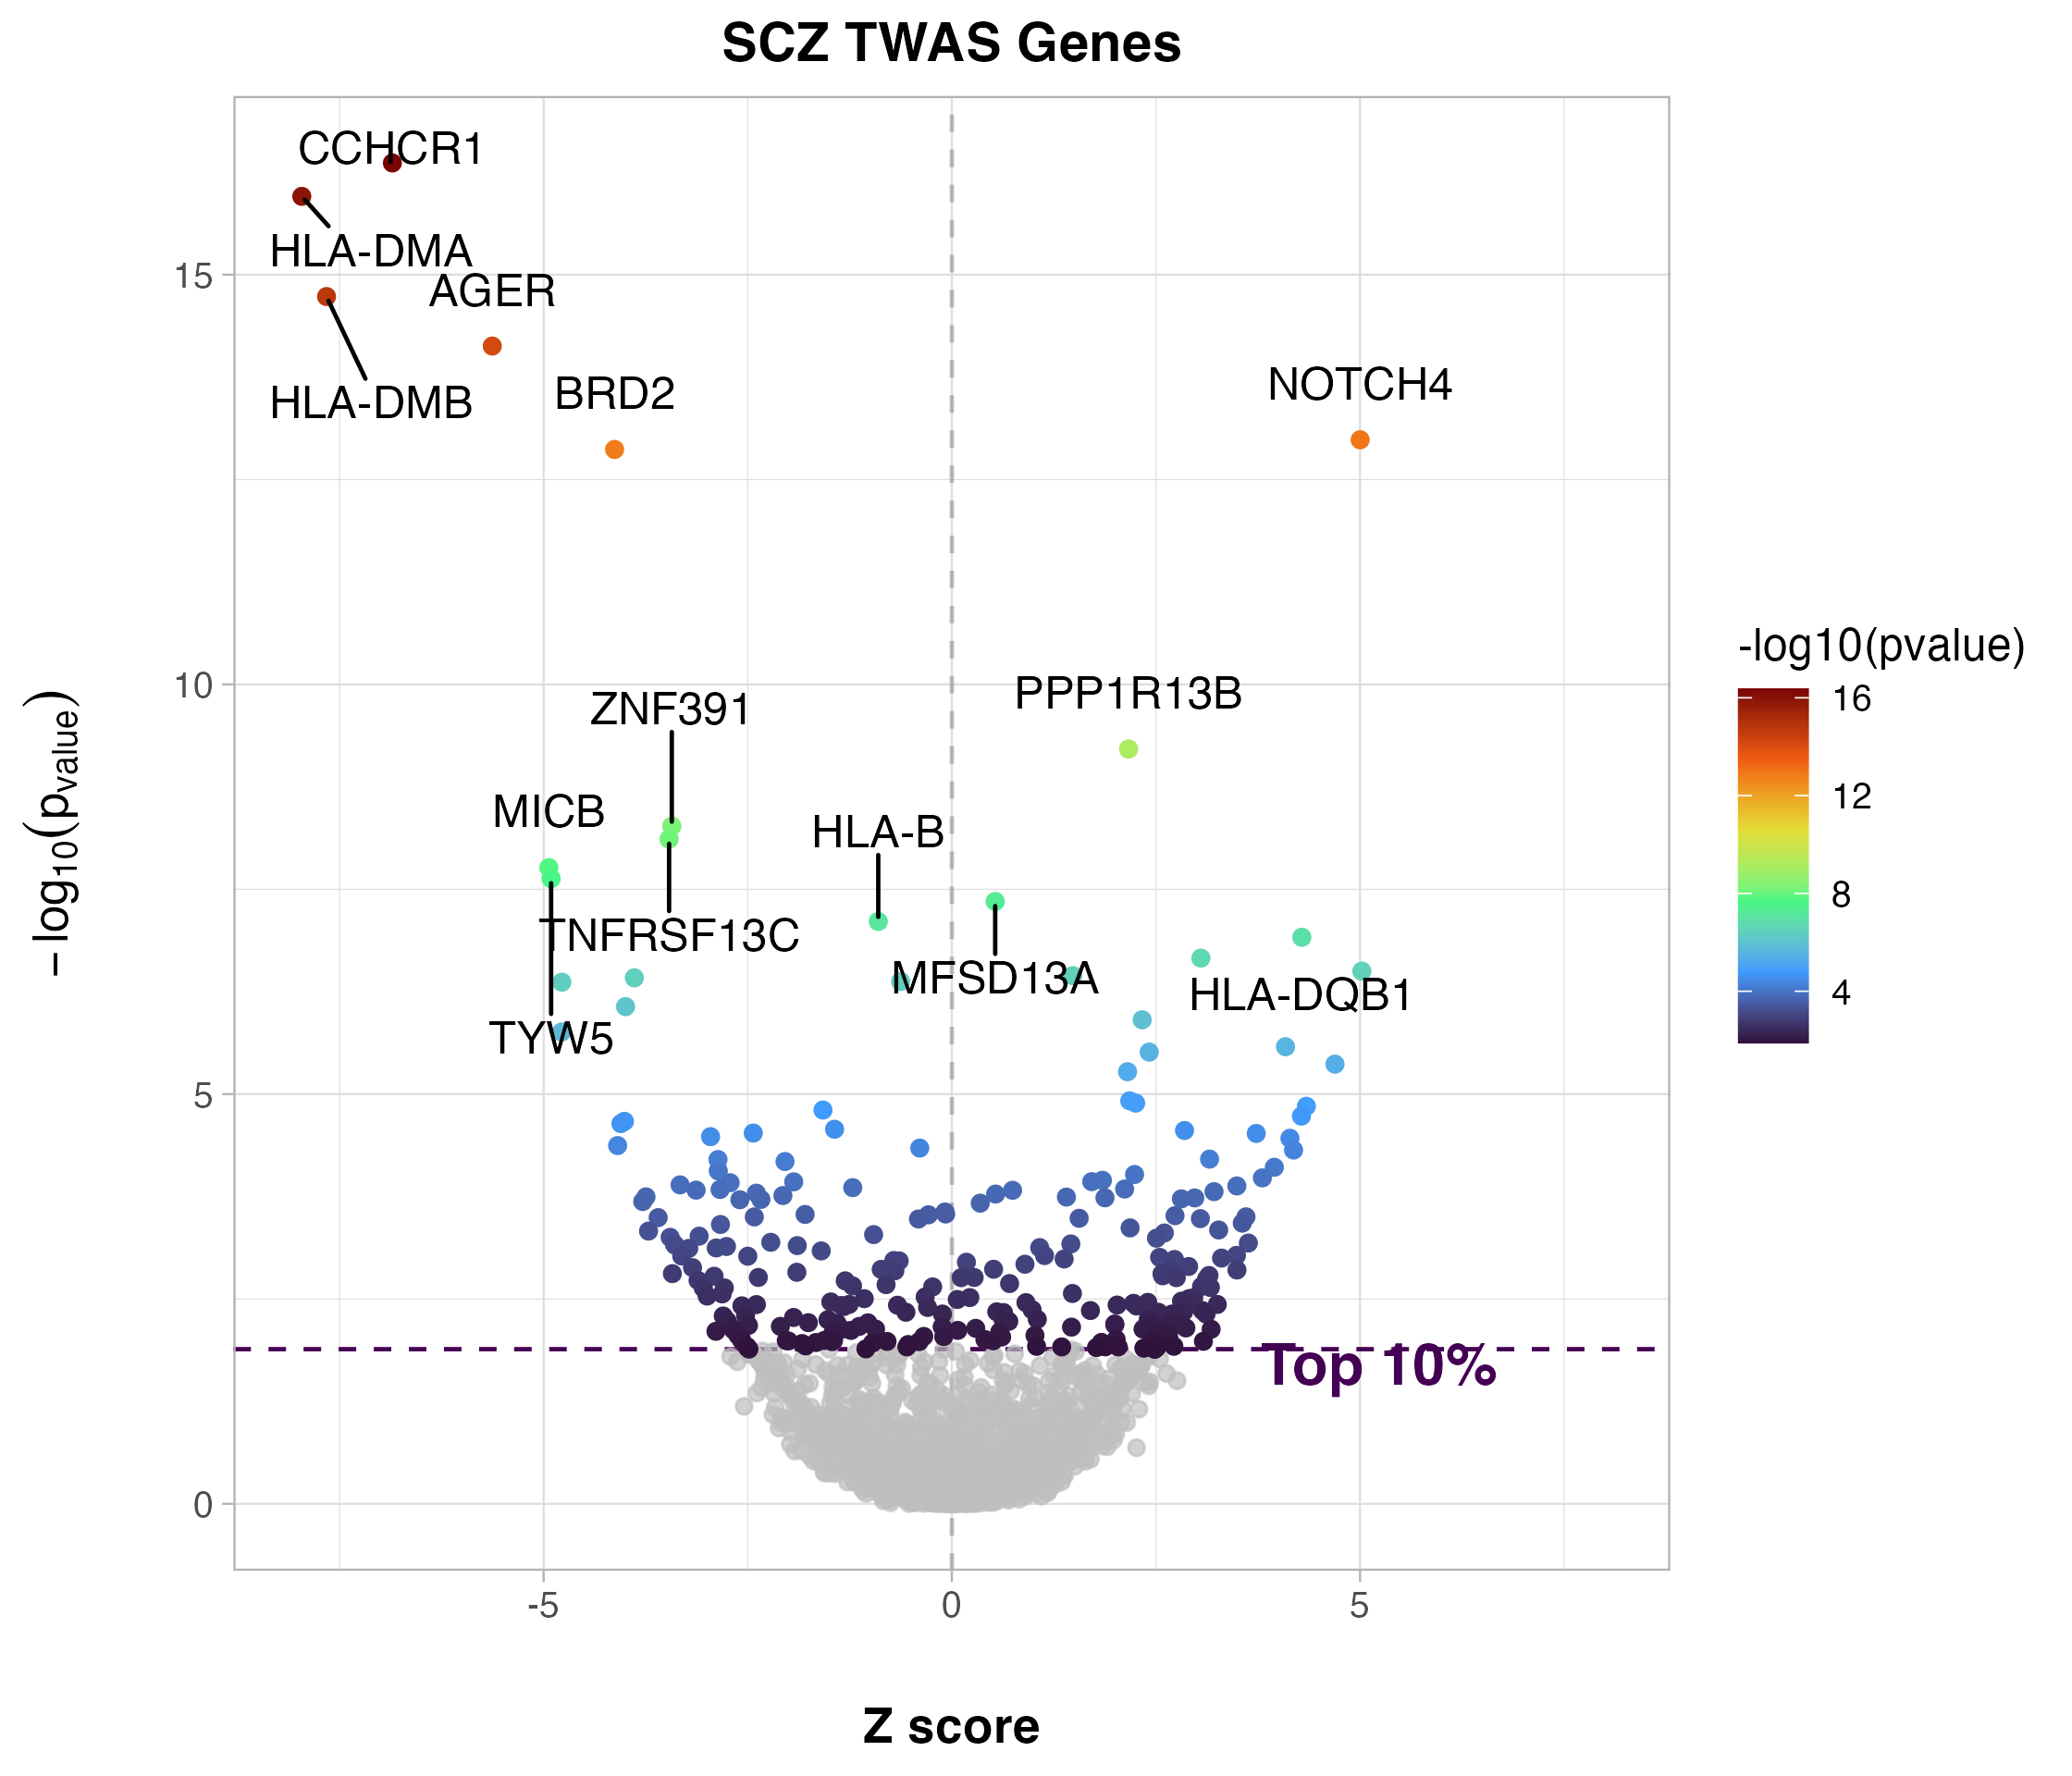 SCZ TWAS Genes
CCHCR1
HLA-DMA
AGER
HLA-DMB
BRD2
NOTCH4
ZNF391
PPP1R13B
MICB
HLA-B
TNFRSF13C
MFSD13A
HLA-DQB1
TYW5
Top 10%
15
10
5
0
-5
0
5
Z score
−log10(pvalue)
-log10(pvalue)
16
12
8
4